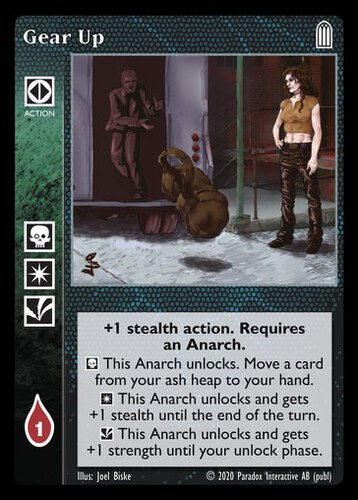 Gear Up
ACTION
+1 stealth action. Requires
an Anarch.
This Anarch unlocks. Move a card
from your ash heap to your hand.
This Anarch unlocks and gets
+1 stealth until the end of the turn.
This Anarch unlocks and gets
+1 strength until your unlock phase.
1
Illus: Joel Biske © 2020 Paradox Interactive AB (publ)